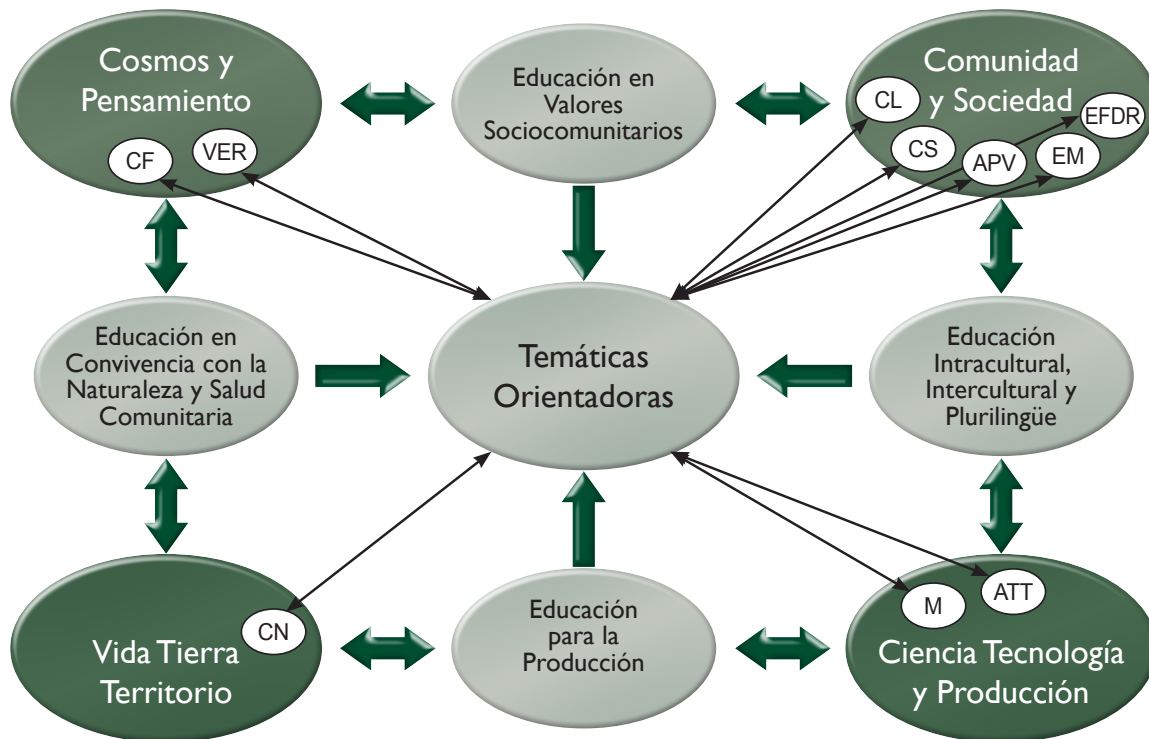 Cosmos y
Pensamiento
CF
VER
Educación en
Valores
Sociocomunitarios
Comunidad
y Sociedad
CL
CS
APV
EM
EFDR
Educación en
Convivencia con la
Naturaleza y Salud
Comunitaria
Temáticas
Orientadoras
Educación
Intracultural,
Intercultural y
Plurilingüe
CN
Vida Tierra
Territorio
Educación
para la
Producción
M
ATT
Ciencia Tecnología
y Producción